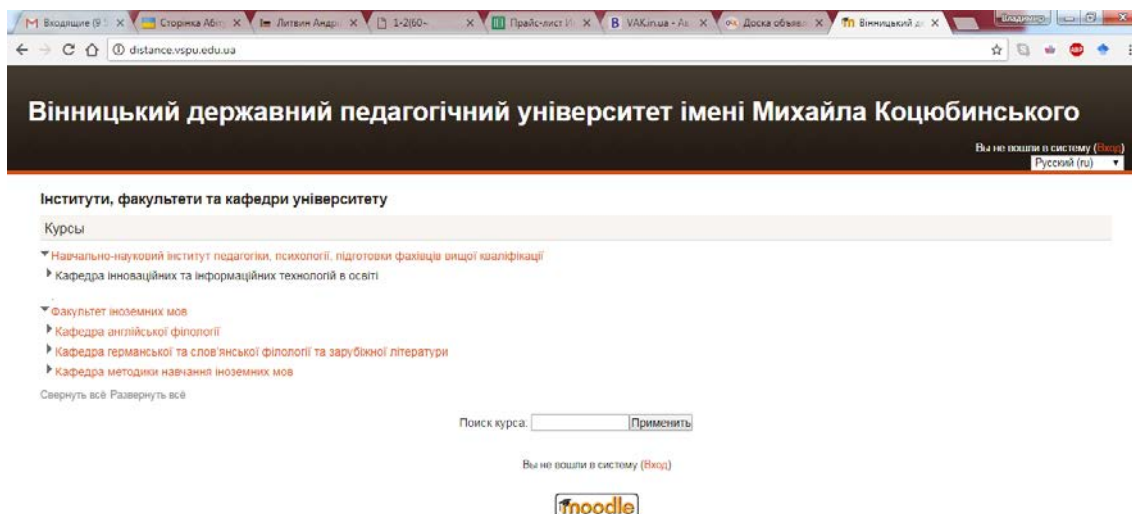 Входящие (9
Сторінка Абіт
Литвин Андр
1-2(60-
Прайс-лист
VAKin.ua - Ак
Доска объяв
Вінницький д
distance.vspu.edu.ua
Вінницький державний педагогічний університет імені Михайла Коцюбинського
Вы не вошли в систему (Вход)
Русский (ru)
Інститути, факультети та кафедри університету
Курсы
Навчально-науковий інститут педагогіки, психології, підготовки фахівців вищої кваліфікації
Кафедра інноваційних та інформаційних технологій в освіті
Факультет іноземних мов
Кафедра англійської філології
Кафедра германської та слов'янської філології та зарубіжної літератури
Кафедра методики навчання іноземних мов
Свернуть всё Развернуть всё
Поиск курса: Применить
Вы не вошли в систему (Вход)
moodle